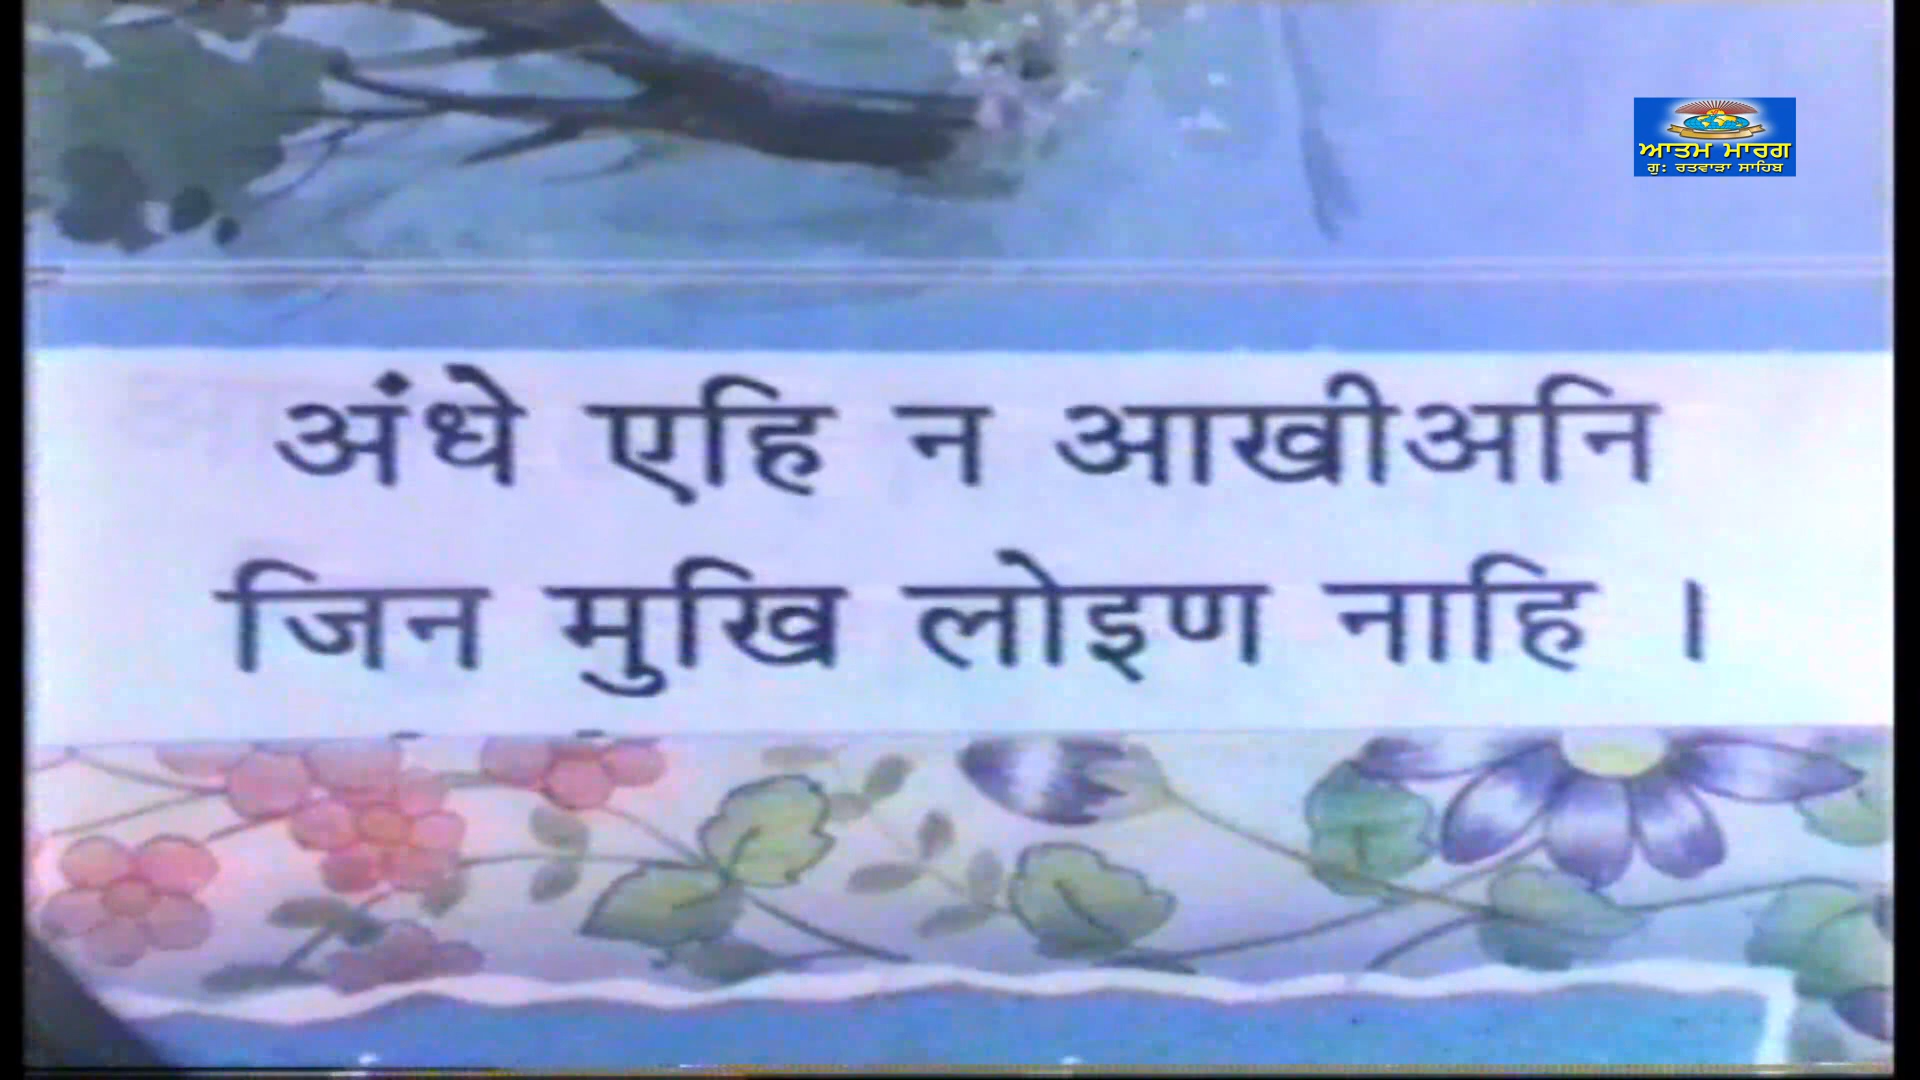 ਆਤਮ ਮਾਰਗ
ਗੁ: ਰਤਵਾੜਾ ਸਾਹਿਬ
अंधे एहि न आखीअनि
जिन मुखि लोइण नाहि ।